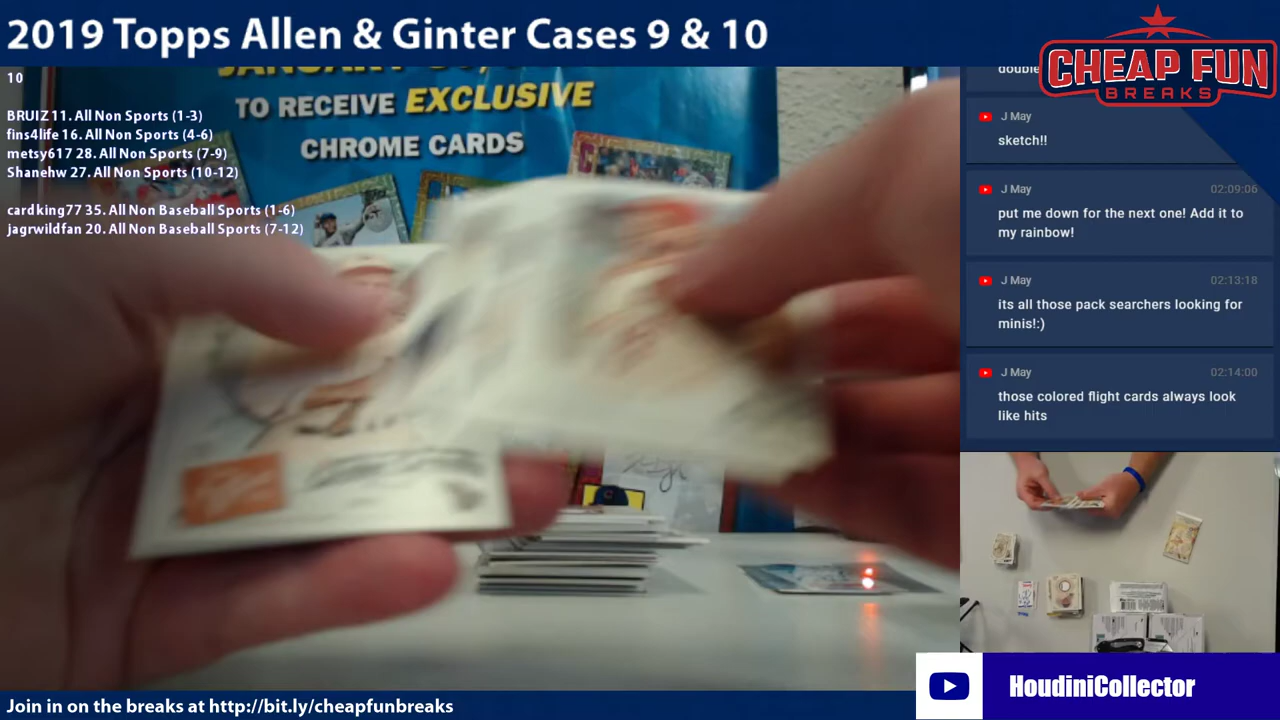 2019 Topps Allen & Ginter Cases 9 & 10
10
BRUIZ 11. All Non Sports (1-3)
fins4life 16. All Non Sports (4-6)
metsy617 28. All Non Sports (7-9)
Shanehw 27. All Non Sports (10-12)
cardking77 35. All Non Baseball Sports (1-6)
jagrwildfan 20. All Non Baseball Sports (7-12)
TO RECEIVE EXCLUSIVE
CHROME CARDS
CHEAP FUN
BREAKS
J May
sketch!!
J May 02:09:06
put me down for the next one! Add it to
my rainbow!
J May 02:13:18
its all those pack searchers looking for
minis!:)
J May 02:14:00
those colored flight cards always look
like hits
HoudiniCollector
Join in on the breaks at http://bit.ly/cheapfunbreaks